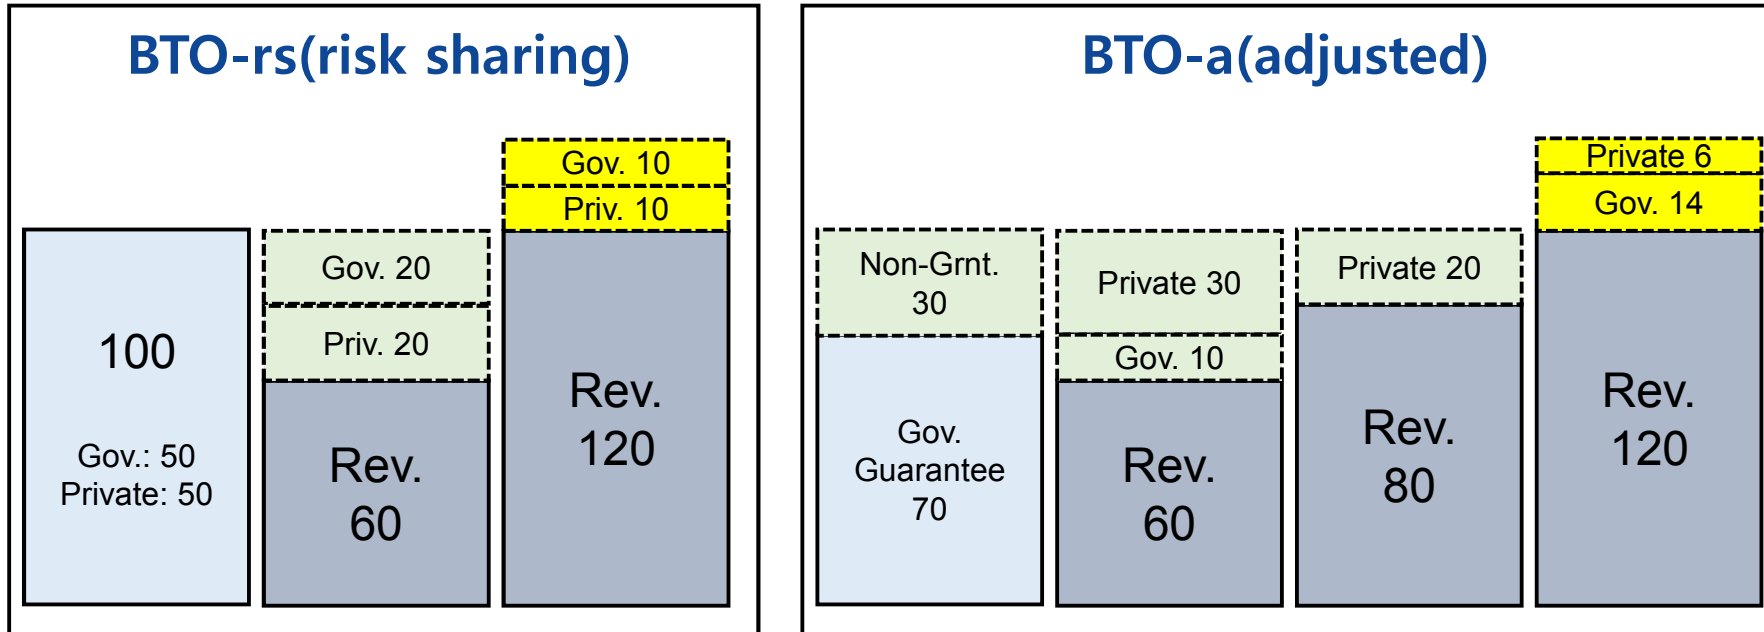 BTO-rs(risk sharing)
100
Gov.: 50
Private: 50
Gov. 20
Priv. 20
Rev.
60
Gov. 10
Priv. 10
Rev.
120
BTO-a(adjusted)
Non-Grnt.
30
Gov.
Guarantee
70
Private 30
Gov. 10
Rev.
60
Private 20
Rev.
80
Private 6
Gov. 14
Rev.
120